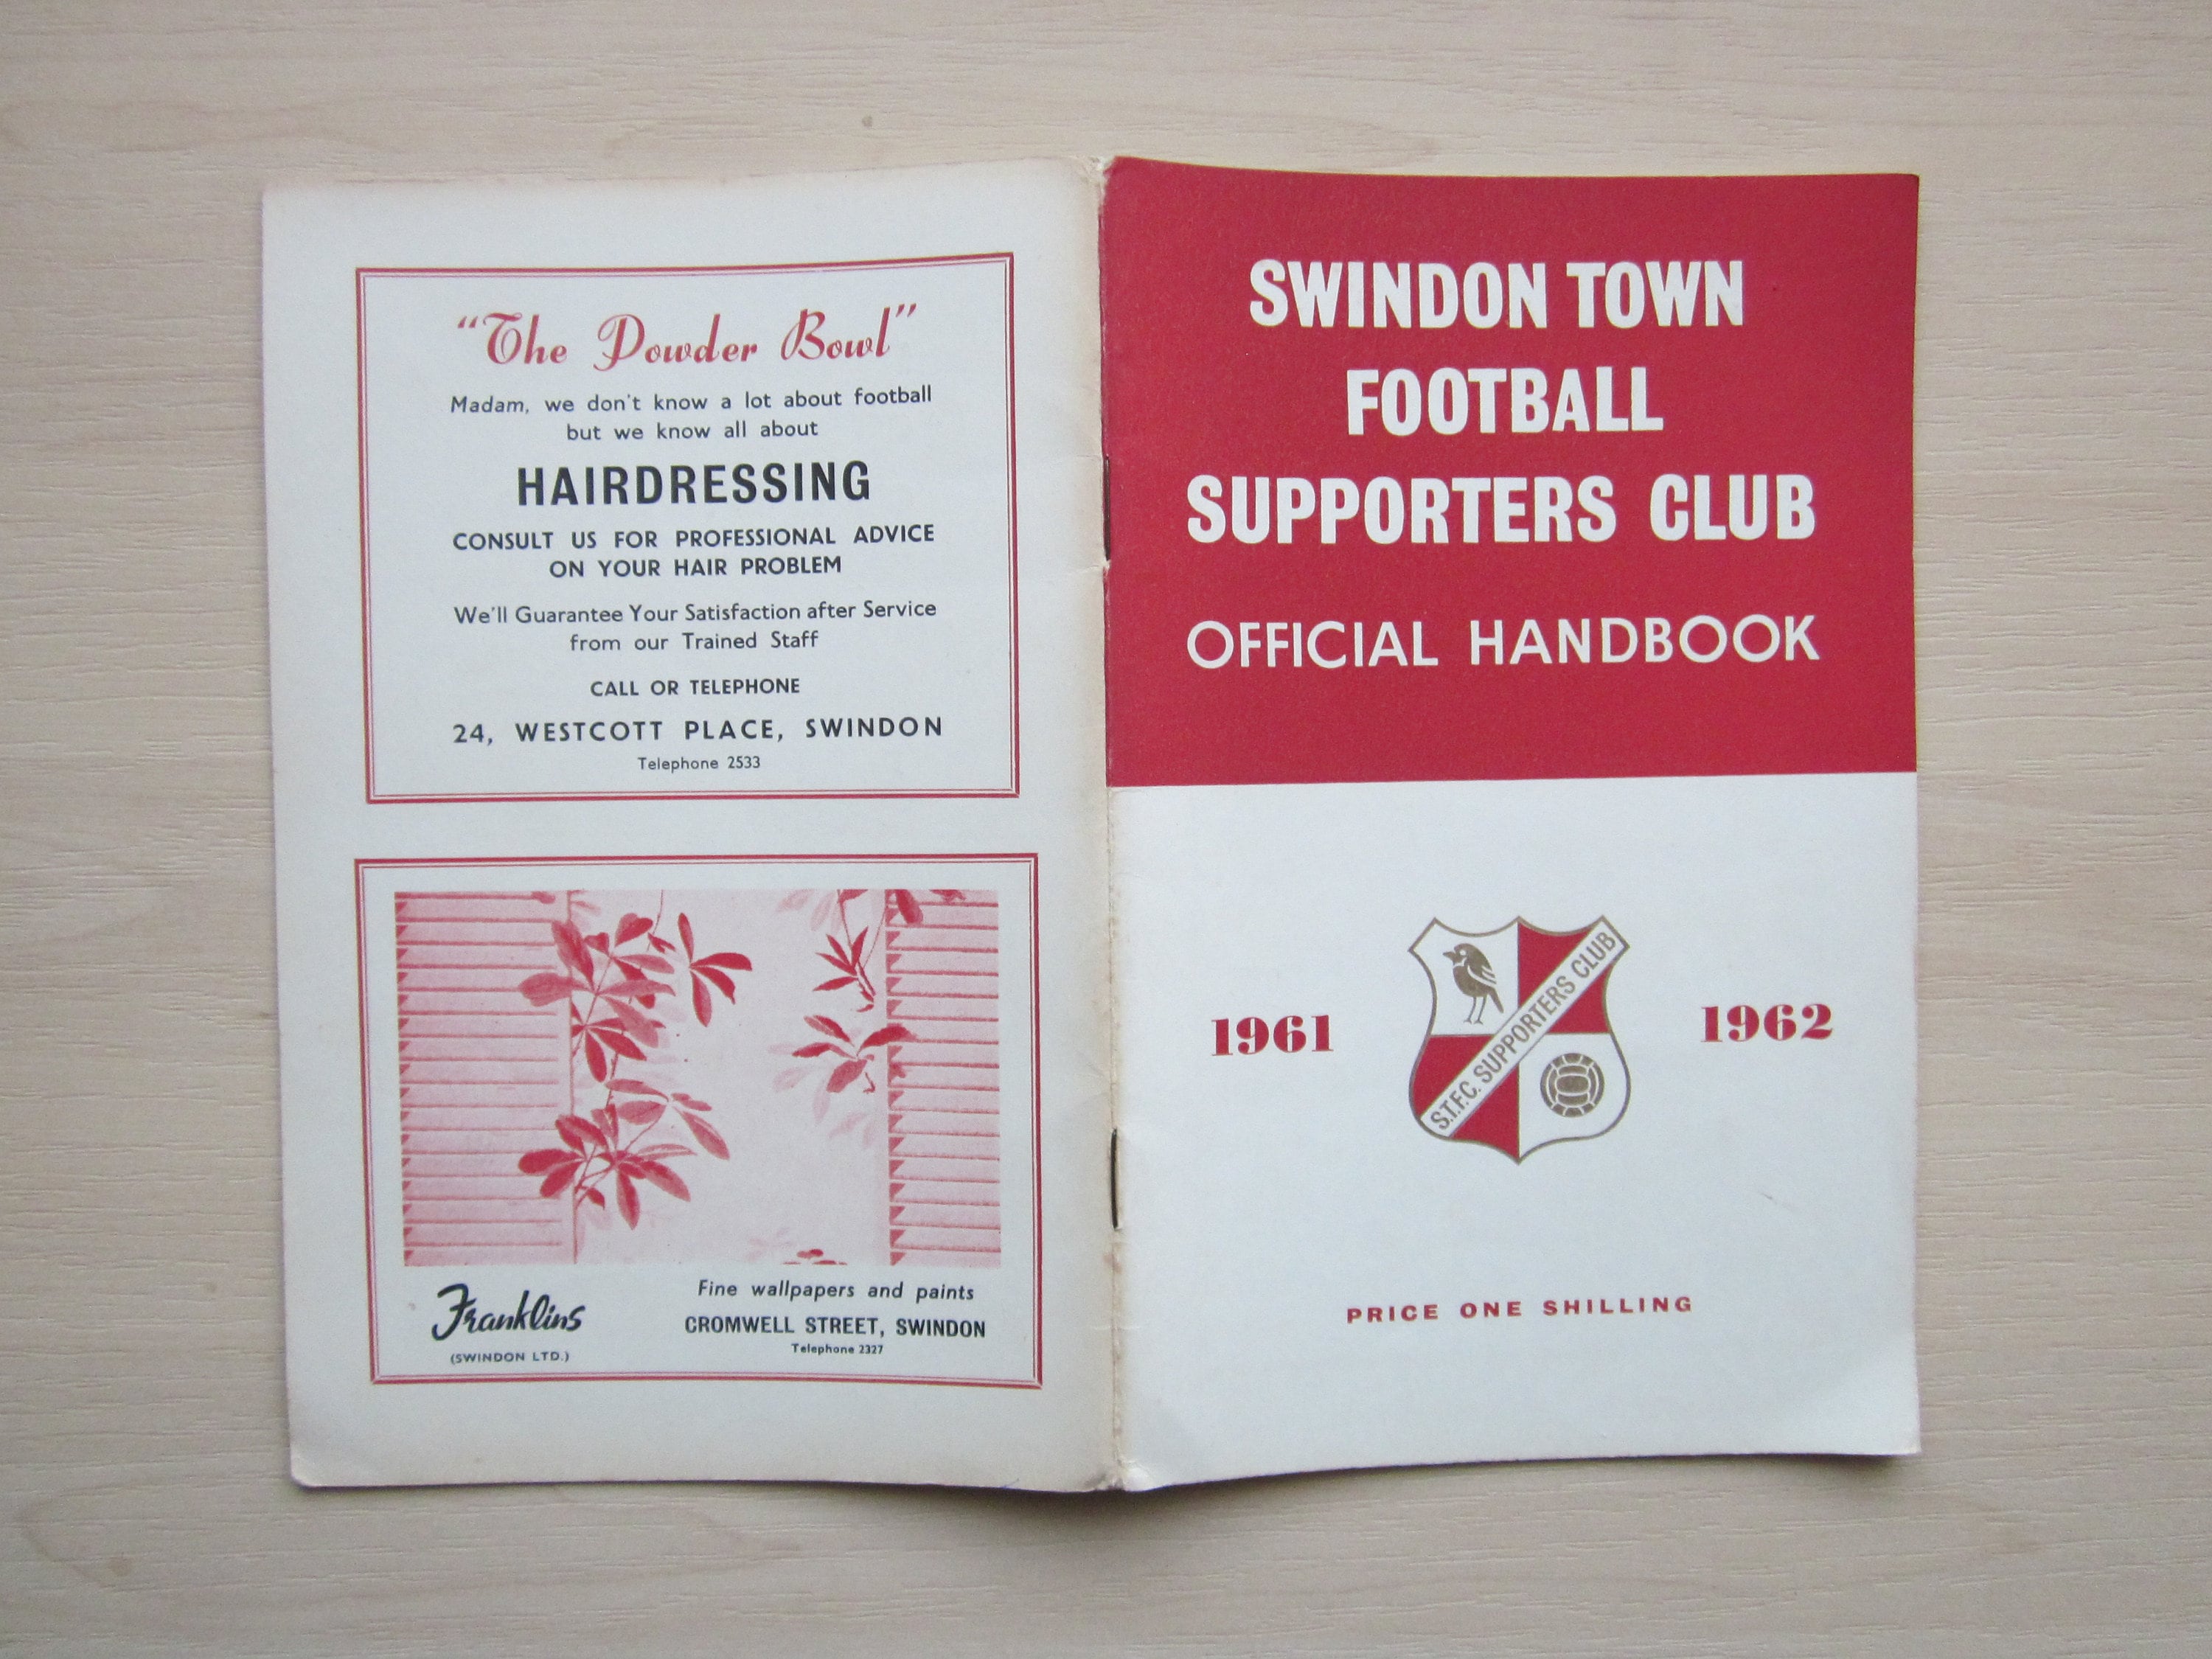 "The Powder Bowl"
Madam, we don't know a lot about football
but we know all about
HAIRDRESSING
CONSULT US FOR PROFESSIONAL ADVICE
ON YOUR HAIR PROBLEM
We'll Guarantee Your Satisfaction after Service
from our Trained Staff
CALL OR TELEPHONE
24, WESTCOTT PLACE, SWINDON
Telephone 2533
Franklins
(SWINDON LTD.)
Fine wallpapers and paints
CROMWELL STREET, SWINDON
Telephone 2327
SWINDON TOWN
FOOTBALL
SUPPORTERS CLUB
OFFICIAL HANDBOOK
1961
S.T.F.C. SUPPORTERS CLUB
1962
PRICE ONE SHILLING